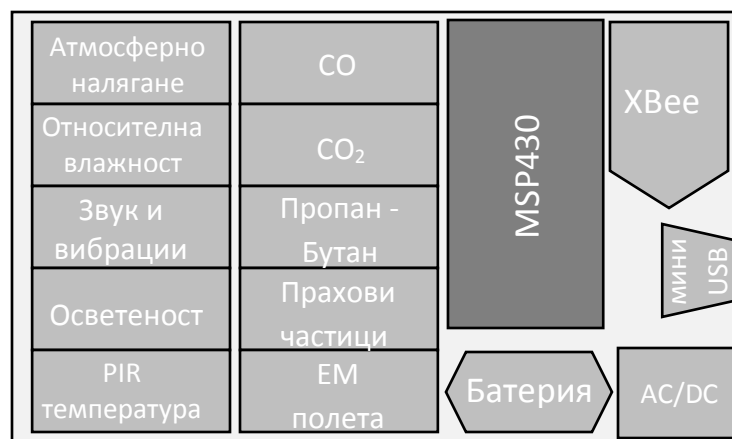 Атмосферно
налягане
Относителна
влажност
Звук и
вибрации
Осветеност
PIR
температура
CO
CO₂
Пропан -
Бутан
Прахови
частици
ЕМ
полета
MSP430
XBee
мини
USB
Батерия
AC/DC